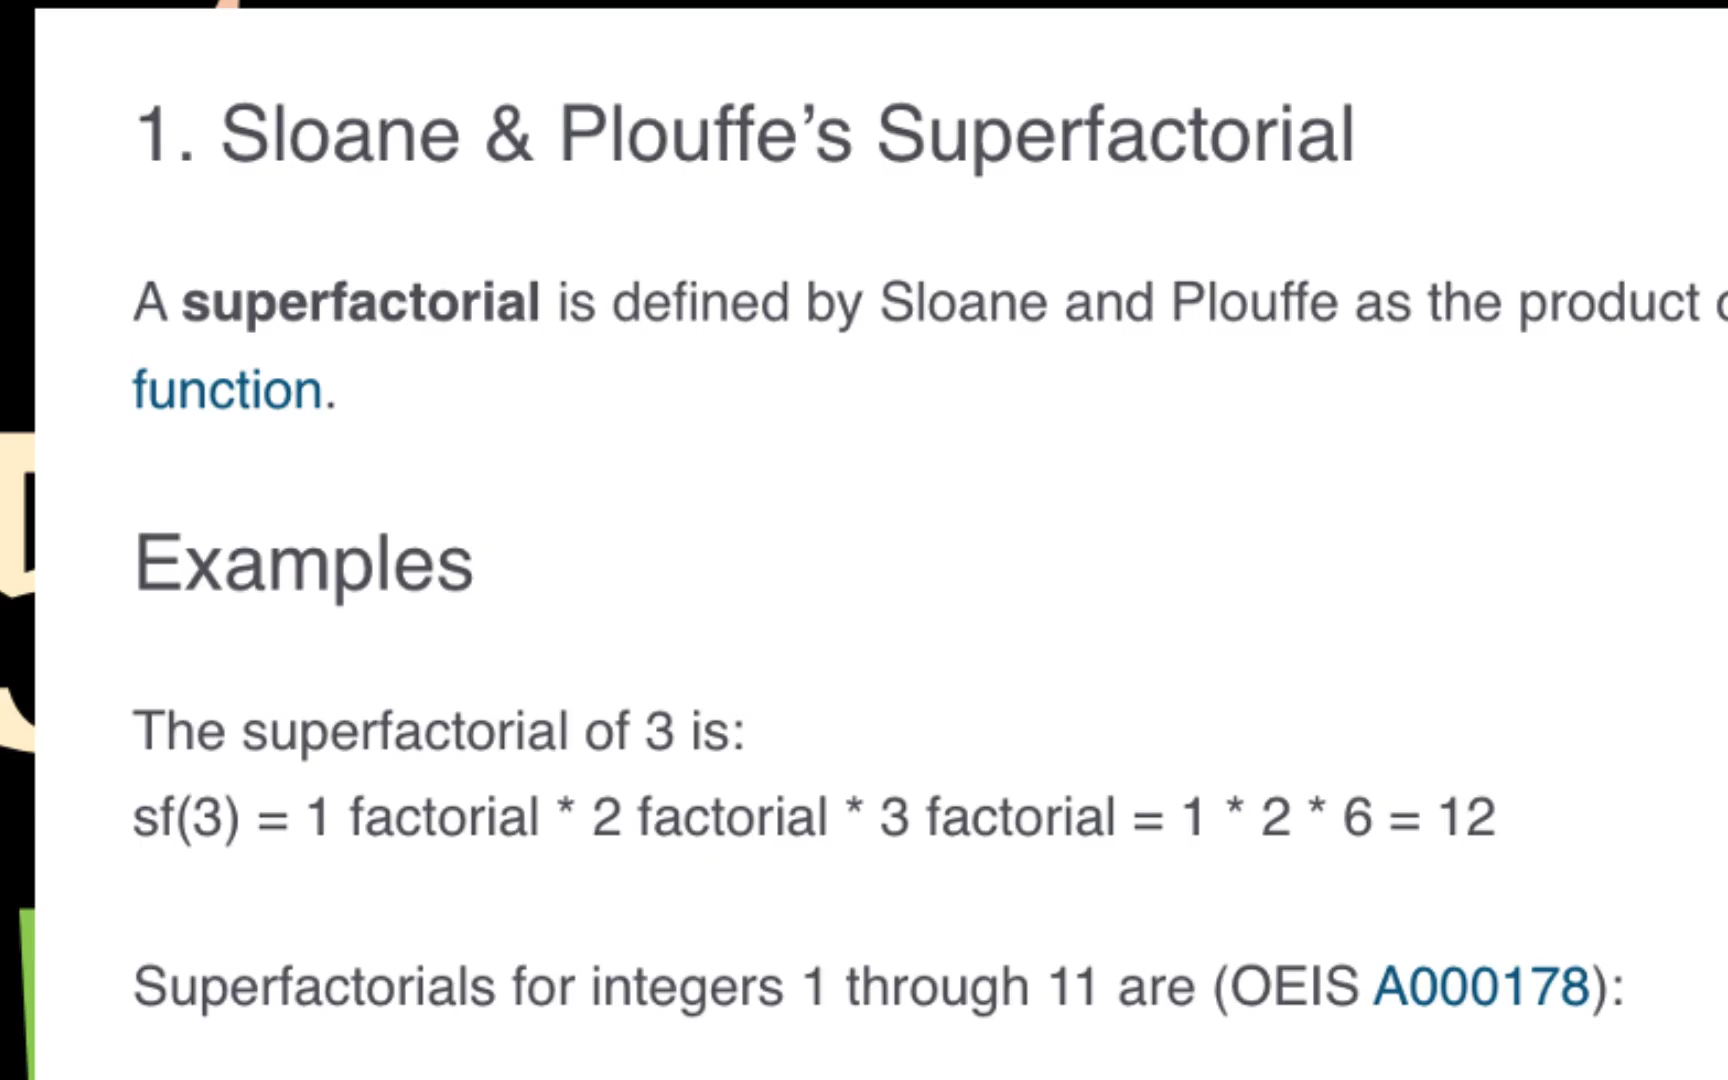 1. Sloane & Plouffe’s Superfactorial
A superfactorial is defined by Sloane and Plouffe as the product
function.
Examples
The superfactorial of 3 is:
sf(3) = 1 factorial * 2 factorial * 3 factorial = 1 * 2 * 6 = 12
Superfactorials for integers 1 through 11 are (OEIS A000178):